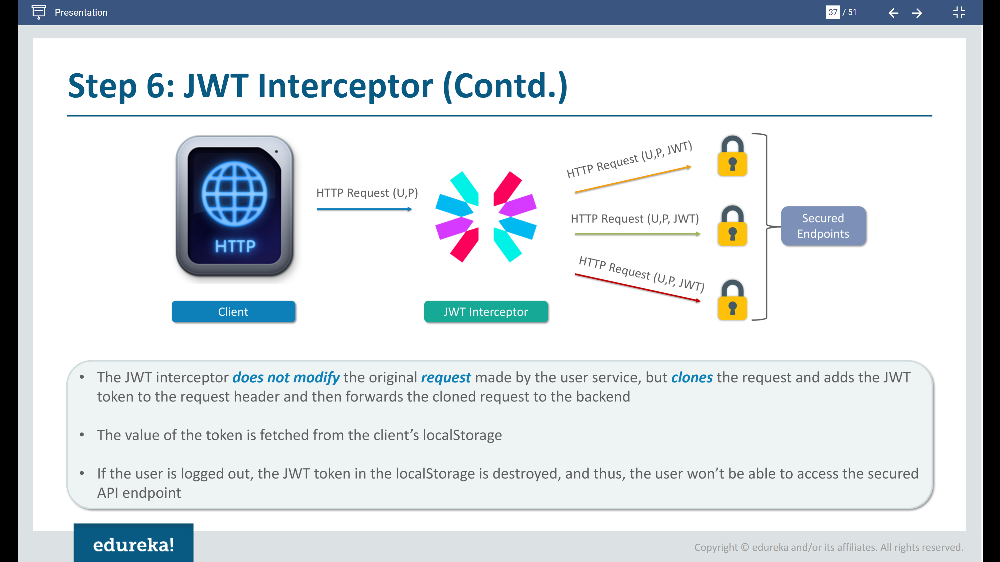 Presentation
37 / 51
Step 6: JWT Interceptor (Contd.)
HTTP
Client
HTTP Request (U,P)
JWT Interceptor
HTTP Request (U,P, JWT)
HTTP Request (U,P, JWT)
HTTP Request (U,P, JWT)
Secured
Endpoints
• The JWT interceptor does not modify the original request made by the user service, but clones the request and adds the JWT
token to the request header and then forwards the cloned request to the backend
• The value of the token is fetched from the client’s localStorage
• If the user is logged out, the JWT token in the localStorage is destroyed, and thus, the user won’t be able to access the secured
API endpoint
edureka!
Copyright © edureka and/or its affiliates. All rights reserved.